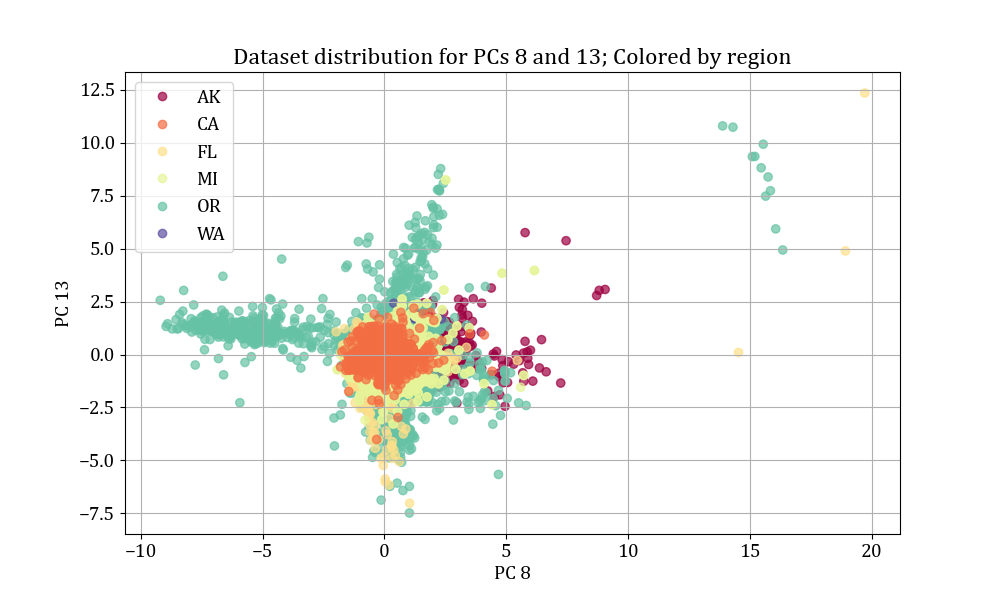 Dataset distribution for PCs 8 and 13; Colored by region
12.5
10.0
7.5
5.0
2.5
0.0
−2.5
−5.0
−7.5
PC 13
AK
CA
FL
MI
OR
WA
−10
−5
0
5
10
15
20
PC 8